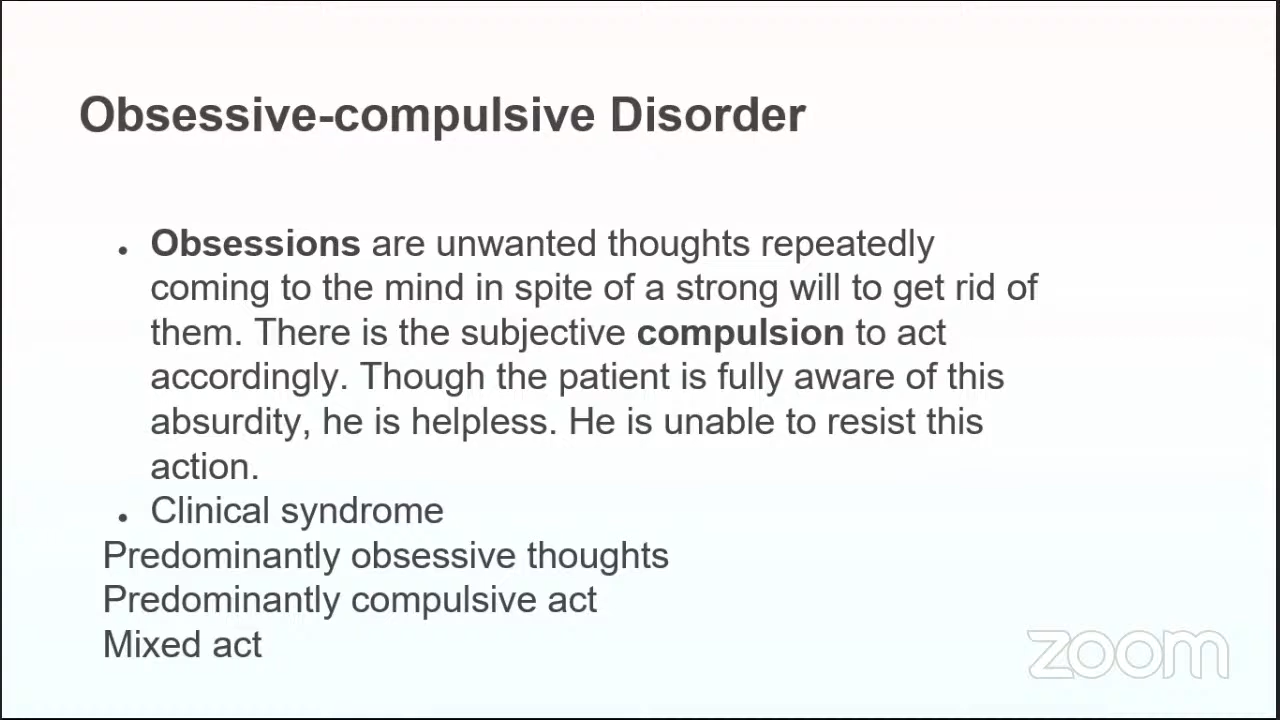 Obsessive-compulsive Disorder
• Obsessions are unwanted thoughts repeatedly
coming to the mind in spite of a strong will to get rid of
them. There is the subjective compulsion to act
accordingly. Though the patient is fully aware of this
absurdity, he is helpless. He is unable to resist this
action.
• Clinical syndrome
Predominantly obsessive thoughts
Predominantly compulsive act
Mixed act
zoom